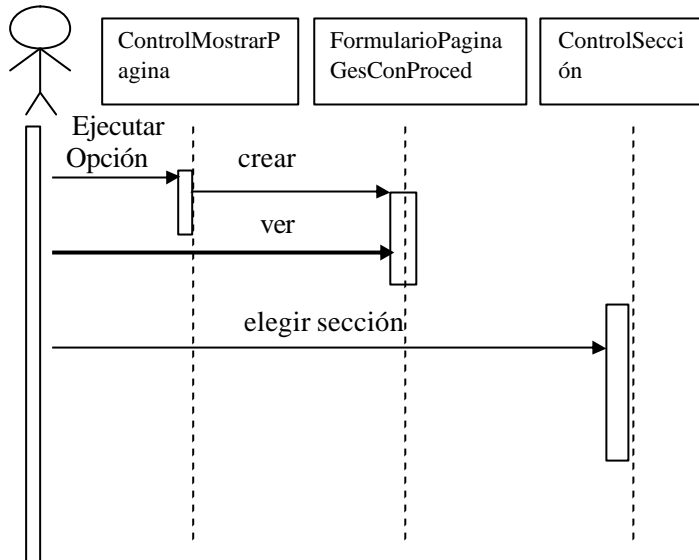 ControlMostrarP
agina
FormularioPagina
GesConProced
ControlSecci
ón
Ejecutar
Opción
crear
ver
elegir sección